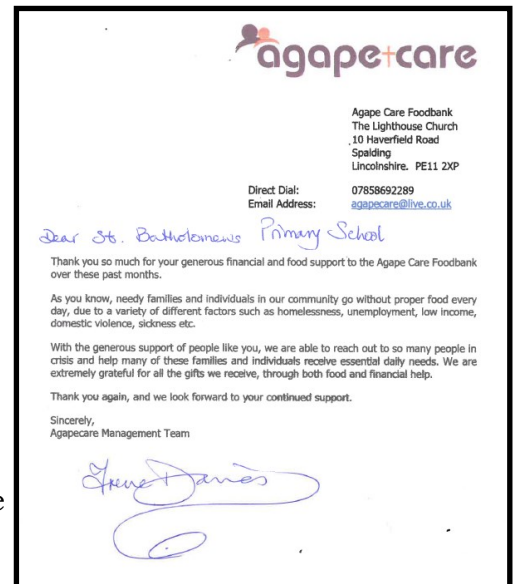 agape+care
Agape Care Foodbank
The Lighthouse Church
10 Haverfield Road
Spalding
Lincolnshire. PE11 2XP
Direct Dial: 07858692289
Email Address: agapecare@live.co.uk
Dear St. Batholomews Primary School
Thank you so much for your generous financial and food support to the Agape Care Foodbank
over these past months.
As you know, needy families and individuals in our community go without proper food every
day, due to a variety of different factors such as homelessness, unemployment, low income,
domestic violence, sickness etc.
With the generous support of people like you, we are able to reach out to so many people in
crisis and help many of these families and individuals receive essential daily needs. We are
extremely grateful for all the gifts we receive, through both food and financial help.
Thank you again, and we look forward to your continued support.
Sincerely,
Agapecare Management Team
Irene Davies
e